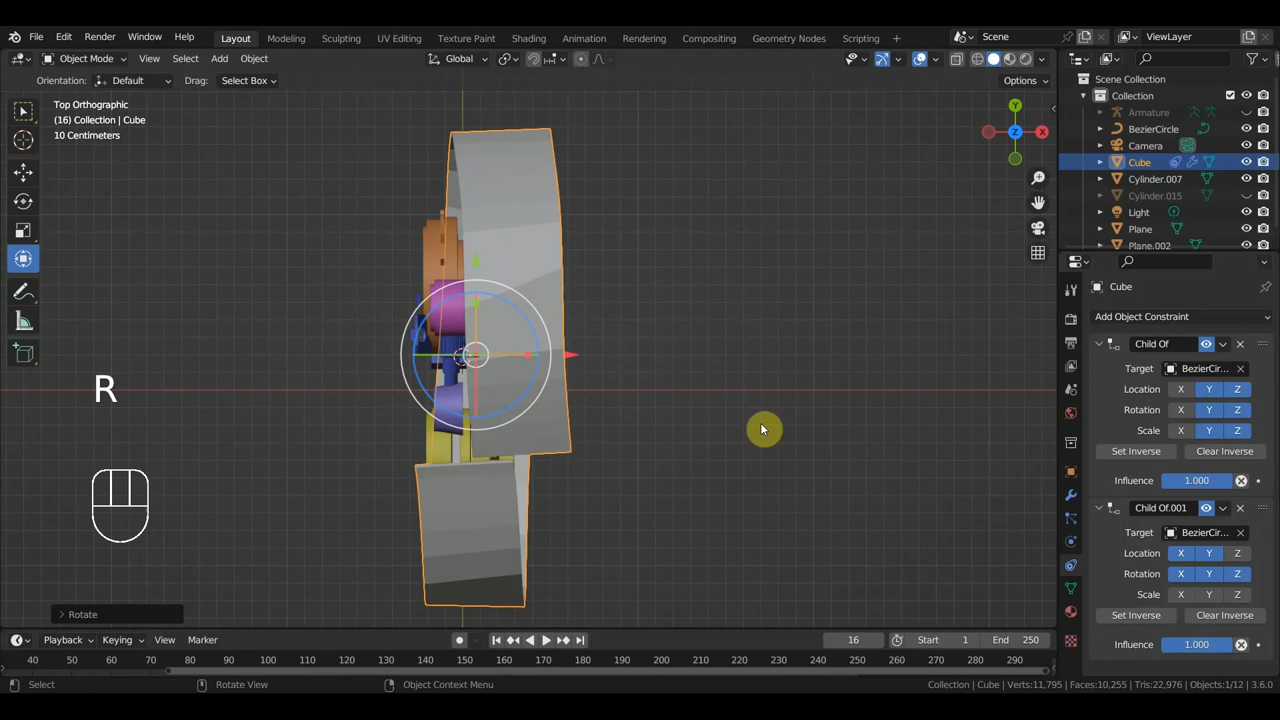 File Edit Render Window Help Layout Modeling Sculpting UV Editing Texture Paint Shading Animation Rendering Compositing Geometry Nodes Scripting Scene ViewLayer
Object Mode View Select Add Object Global
Orientation: Default Drag: Select Box Options
Top Orthographic
(16) Collection | Cube
10 Centimeters
Y
Z
X
R
Rotate
Scene Collection
Collection
Armature
BezierCircle
Camera
Cube
Cylinder.007
Cylinder.015
Light
Plane
Plane.002
Cube
Add Object Constraint
Child Of
Target BezierCir...
Location X Y Z
Rotation X Y Z
Scale X Y Z
Set Inverse Clear Inverse
Influence 1.000
Child Of.001
Target BezierCir...
Location X Y Z
Rotation X Y Z
Scale X Y Z
Set Inverse Clear Inverse
Influence 1.000
Playback Keying View Marker 16 Start 1 End 250
40 50 60 70 80 90 100 110 120 130 140 150 160 170 180 190 200 210 220 230 240 250 260 270 280 290
Select Rotate View Object Context Menu Collection | Cube | Verts:11,795 | Faces:10,255 | Tris:22,976 | Objects:1/12 | 3.6.0